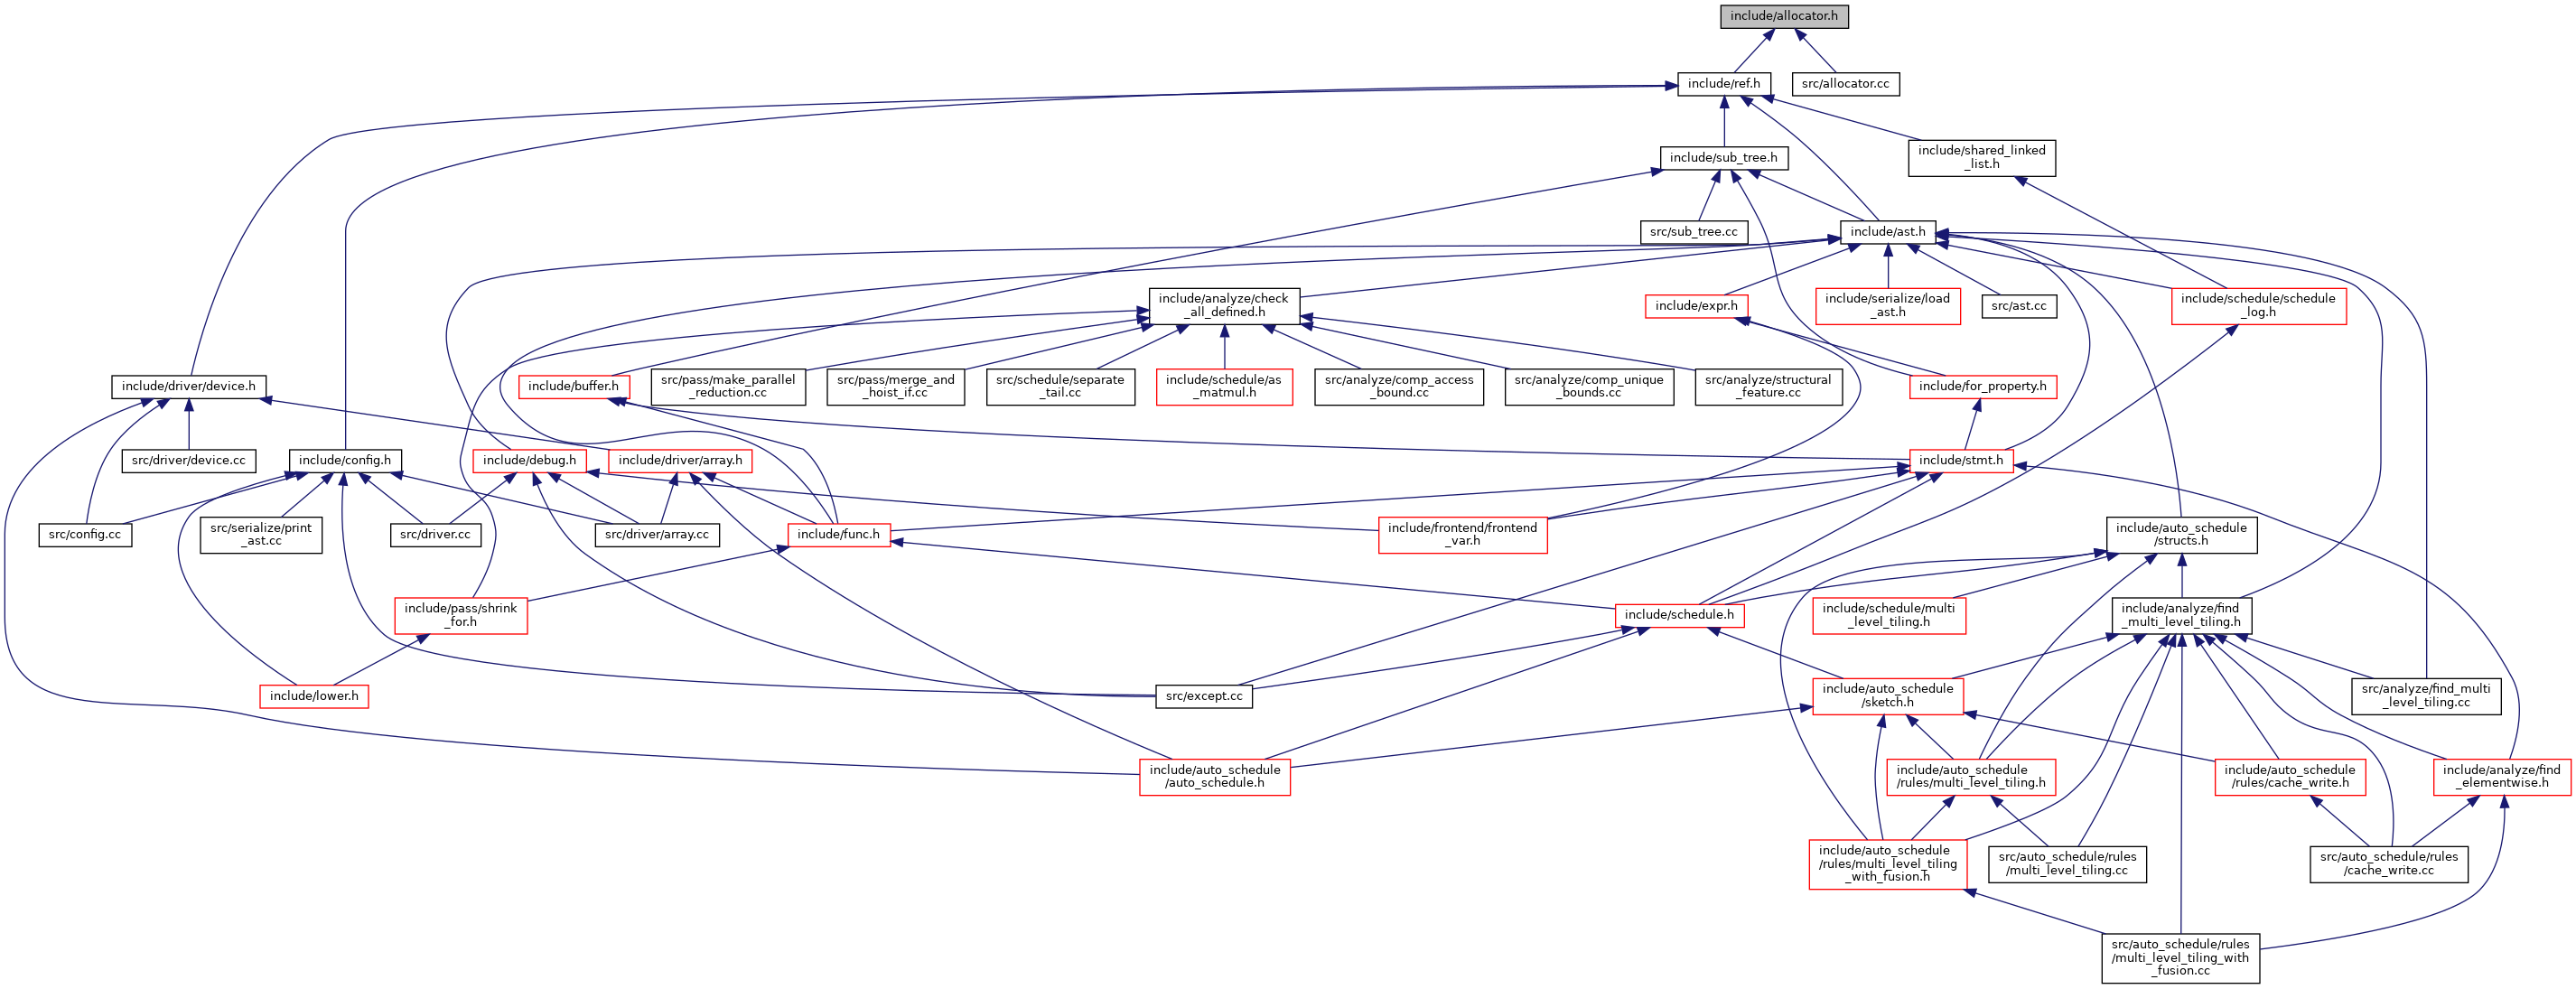 include/allocator.h
include/ref.h
src/allocator.cc
include/sub_tree.h
include/shared_linked
_list.h
src/sub_tree.cc
include/ast.h
include/analyze/check
_all_defined.h
include/expr.h
include/serialize/load
_ast.h
src/ast.cc
include/schedule/schedule
_log.h
include/driver/device.h
include/buffer.h
src/pass/make_parallel
_reduction.cc
src/pass/merge_and
_hoist_if.cc
src/schedule/separate
_tail.cc
include/schedule/as
_matmul.h
src/analyze/comp_access
_bound.cc
src/analyze/comp_unique
_bounds.cc
src/analyze/structural
_feature.cc
include/for_property.h
src/driver/device.cc
include/config.h
include/debug.h
include/driver/array.h
include/stmt.h
src/config.cc
src/serialize/print
_ast.cc
src/driver.cc
src/driver/array.cc
include/func.h
include/frontend/frontend
_var.h
include/auto_schedule
/structs.h
include/pass/shrink
_for.h
include/schedule.h
include/schedule/multi
_level_tiling.h
include/analyze/find
_multi_level_tiling.h
include/lower.h
src/except.cc
include/auto_schedule
/sketch.h
src/analyze/find_multi
_level_tiling.cc
include/auto_schedule
/auto_schedule.h
include/auto_schedule
/rules/multi_level_tiling.h
include/auto_schedule
/rules/cache_write.h
include/analyze/find
_elementwise.h
include/auto_schedule
/rules/multi_level_tiling
_with_fusion.h
src/auto_schedule/rules
/multi_level_tiling.cc
src/auto_schedule/rules
/cache_write.cc
src/auto_schedule/rules
/multi_level_tiling_with
_fusion.cc